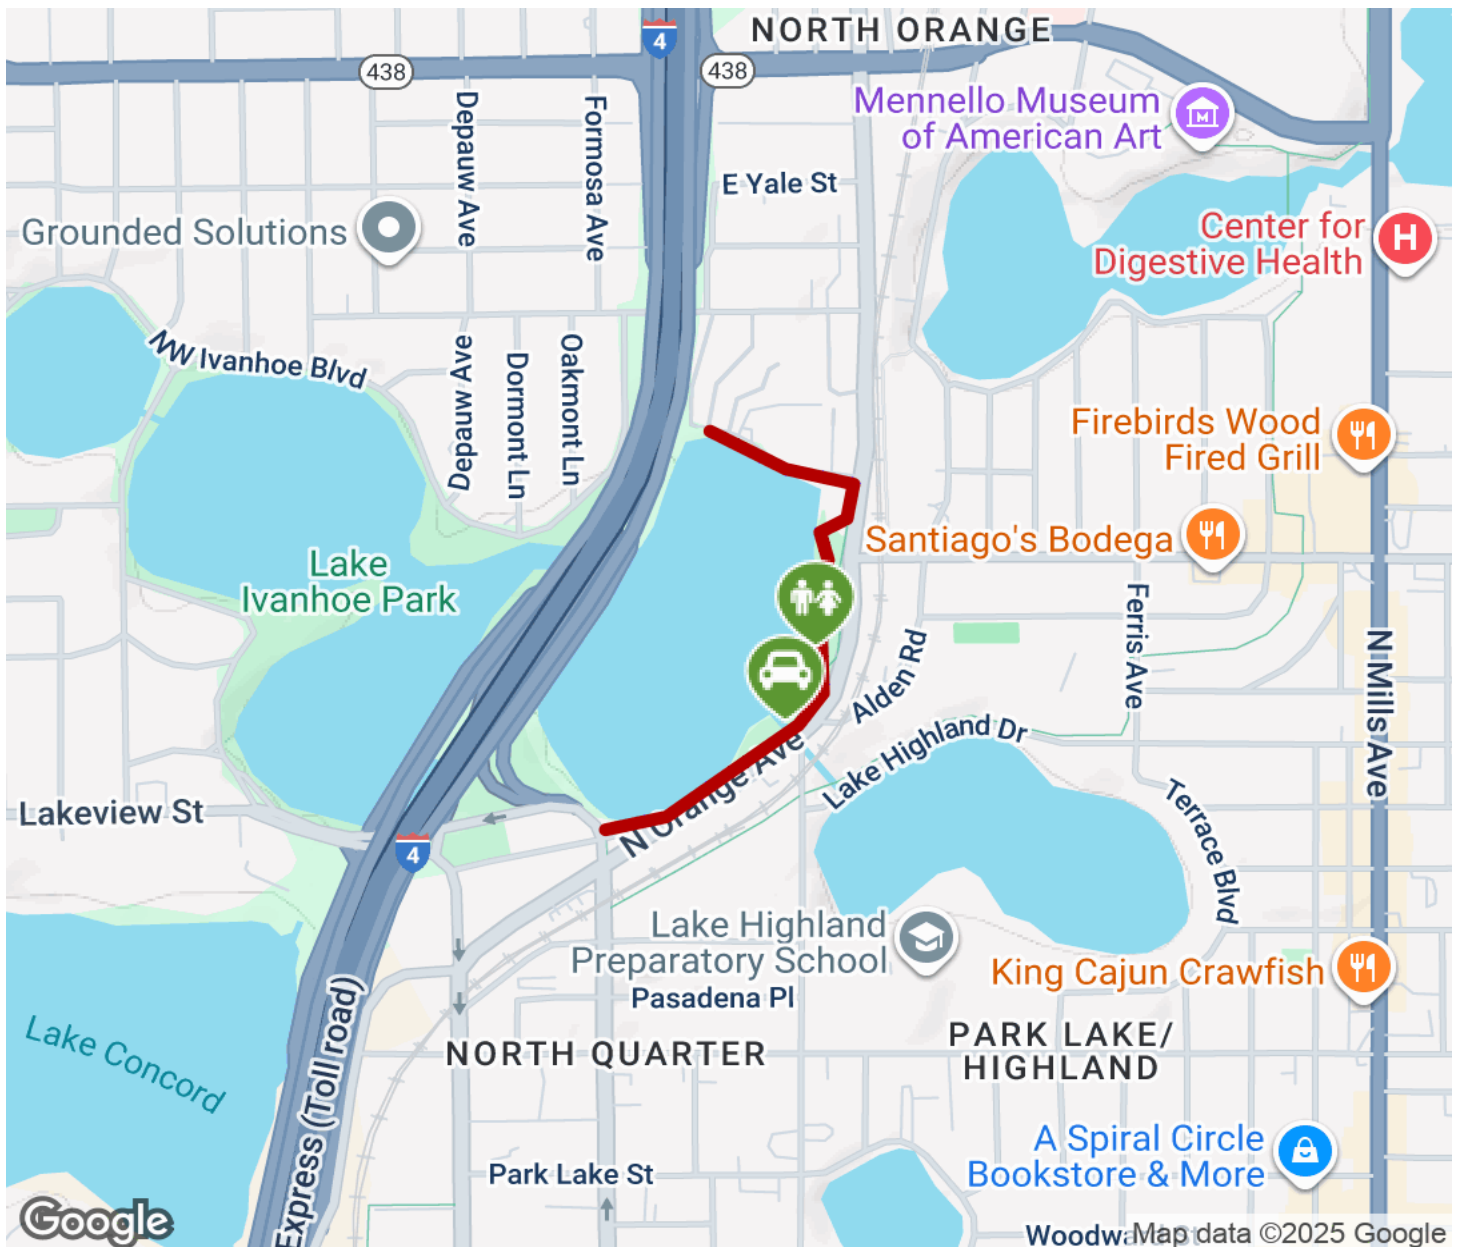 NORTH ORANGE
4
438
438
Mennello Museum
of American Art
Depauw Ave
Formosa Ave
E Yale St
Grounded Solutions
Center for
Digestive Health
H
NW Ivanhoe Blvd
Depauw Ave
Dormont Ln
Oakmont Ln
Firebirds Wood
Fired Grill
Santiago's Bodega
Lake
Ivanhoe Park
Ferris Ave
N Mills Ave
Alden Rd
Lake Highland Dr
N Orange Ave
Terrace Blvd
Lakeview St
4
Lake Highland
Preparatory School
King Cajun Crawfish
Pasadena Pl
Lake Concord
NORTH QUARTER
PARK LAKE/
HIGHLAND
Express (Toll road)
A Spiral Circle
Bookstore & More
Park Lake St
Google
Map data ©2025 Google